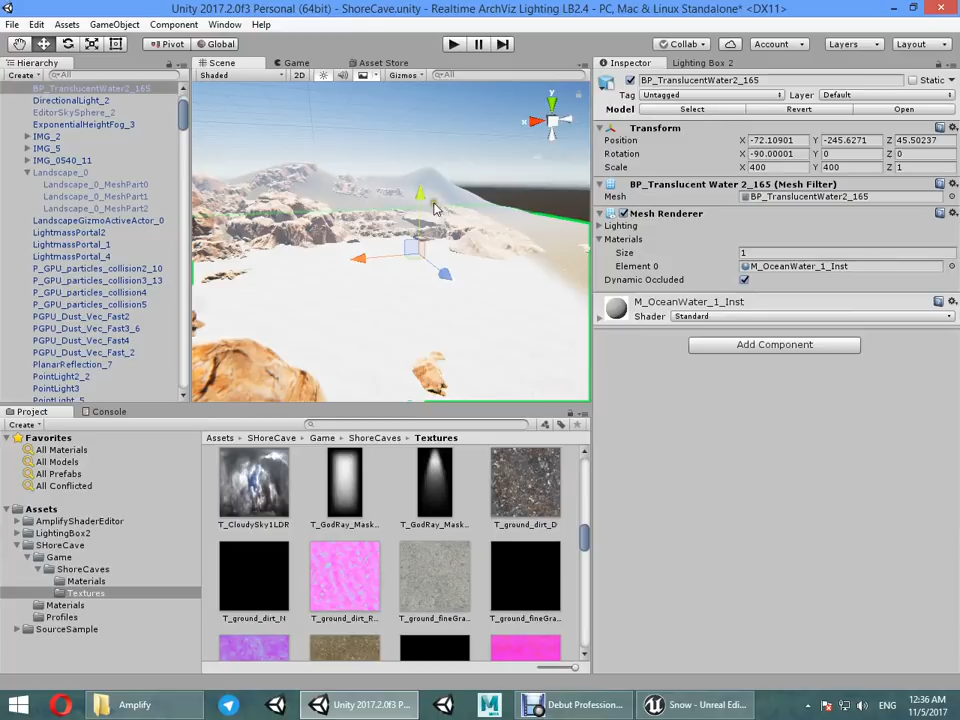 Unity 2017.2.0f3 (64bit) - ShoreCave.unity - Realtime ArchViz Lighting LB2.4 - PC, Mac & Linux Standalone* <DX11>
File Edit Assets GameObject Component Window Help
Pivot Global Collab Account Layers Layout
Hierarchy Scene Game Asset Store Inspector Lighting Box 2
Create All Shaded 2D Gizmos All
BP_TranslucentWater2_165
DirectionalLight_2
EditorSkySphere_2
ExponentialHeightFog_3
IMG_2
IMG_5
IMG_0540_11
Landscape_0
Landscape_0_MeshPart0
Landscape_0_MeshPart1
Landscape_0_MeshPart2
LandscapeGizmoActiveActor_0
LightmassPortal2
LightmassPortal_1
LightmassPortal_4
P_GPU_particles_collision2_10
P_GPU_particles_collision3_13
P_GPU_particles_collision4
P_GPU_particles_collision5
PGPU_Dust_Vec_Fast2
PGPU_Dust_Vec_Fast3_6
PGPU_Dust_Vec_Fast4
PGPU_Dust_Vec_Fast_2
PlanarReflection_7
PointLight2_2
PointLight3
PointLight_5
y
x
BP_TranslucentWater2_165 Static
Tag Untagged Layer Default
Model Select Revert Open
Transform
Position X -72.10901 Y -245.6271 Z 45.50237
Rotation X -90.00001 Y 0 Z 0
Scale X 400 Y 400 Z 1
BP_Translucent Water 2_165 (Mesh Filter)
Mesh BP_TranslucentWater2_165
Mesh Renderer
Lighting
Materials
Size 1
Element 0 M_OceanWater_1_Inst
Dynamic Occluded
M_OceanWater_1_Inst
Shader Standard
Add Component
Project Console
Create
Favorites
All Materials
All Models
All Prefabs
All Conflicted
Assets
AmplifyShaderEditor
LightingBox2
SHoreCave
Game
ShoreCaves
Materials
Textures
Materials
Profiles
SourceSample
Assets SHoreCave Game ShoreCaves Textures
T_CloudySky1LDR T_GodRay_Mask... T_GodRay_Mask... T_ground_dirt_D
T_ground_dirt_N T_ground_dirt_R... T_ground_fineGra... T_ground_fineGra...
Amplify Unity 2017.2.0f3 P... Debut Profession... Snow - Unreal Edi...
12:36 AM
11/5/2017
EN